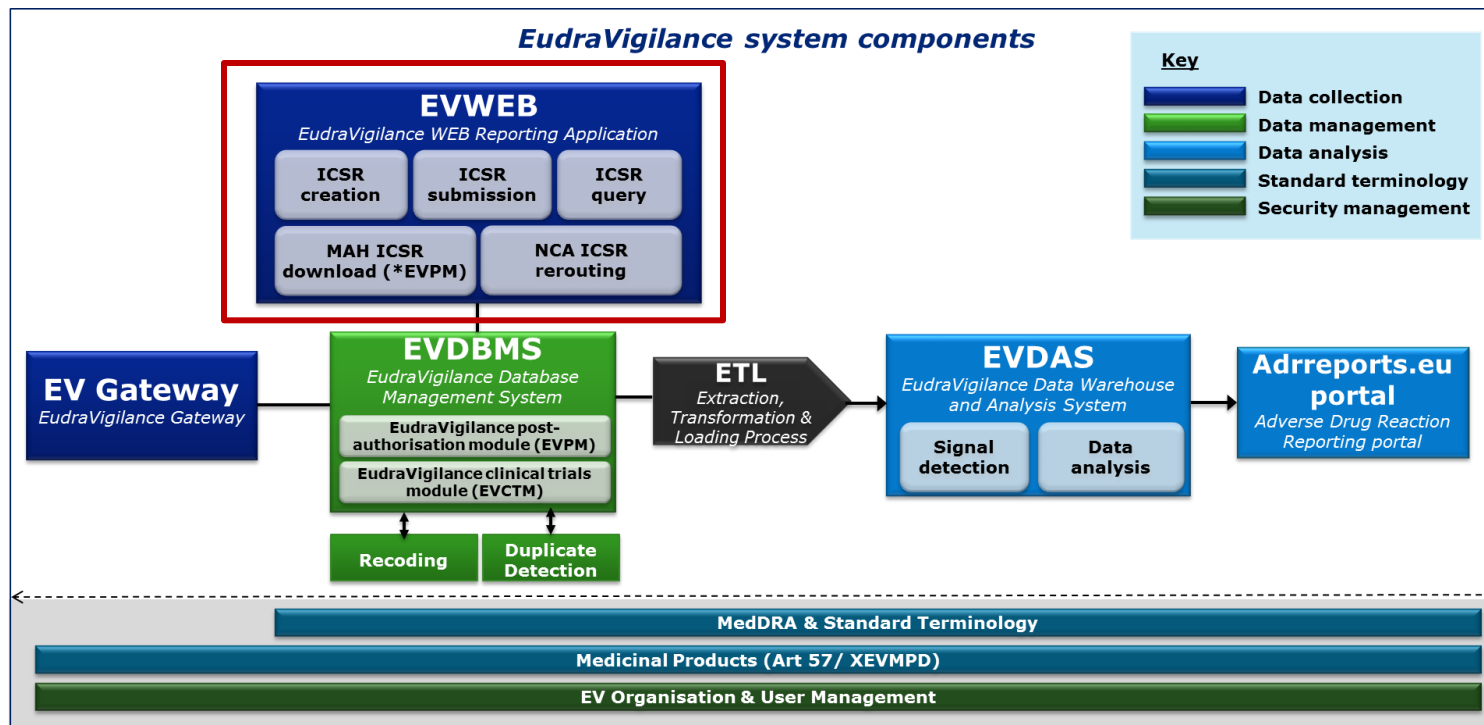 EudraVigilance system components
Key
Data collection
Data management
Data analysis
Standard terminology
Security management
EVWEB
EudraVigilance WEB Reporting Application
ICSR
creation
ICSR
submission
ICSR
query
MAH ICSR
download (*EVPM)
NCA ICSR
rerouting
EV Gateway
EudraVigilance Gateway
EVDBMS
EudraVigilance Database
Management System
EudraVigilance post-
authorisation module (EVPM)
EudraVigilance clinical trials
module (EVCTM)
Recoding
Duplicate
Detection
ETL
Extraction,
Transformation &
Loading Process
EVDAS
EudraVigilance Data Warehouse
and Analysis System
Signal
detection
Data
analysis
Adrreports.eu
portal
Adverse Drug Reaction
Reporting portal
MedDRA & Standard Terminology
Medicinal Products (Art 57/ XEVMPD)
EV Organisation & User Management